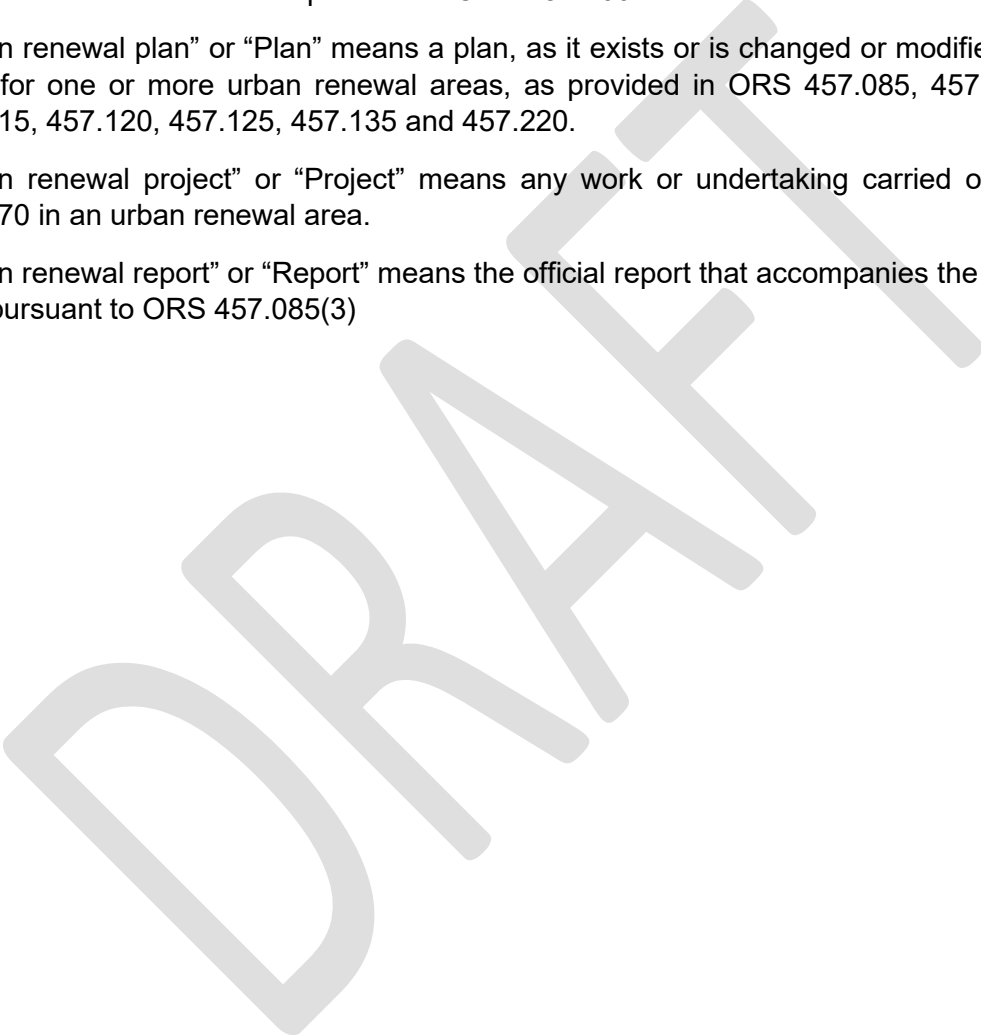 n renewal plan” or “Plan” means a plan, as it exists or is changed or modifie
for one or more urban renewal areas, as provided in ORS 457.085, 457
15, 457.120, 457.125, 457.135 and 457.220.
n renewal project” or “Project” means any work or undertaking carried o
70 in an urban renewal area.
n renewal report” or “Report” means the official report that accompanies the
pursuant to ORS 457.085(3)
DRAFT